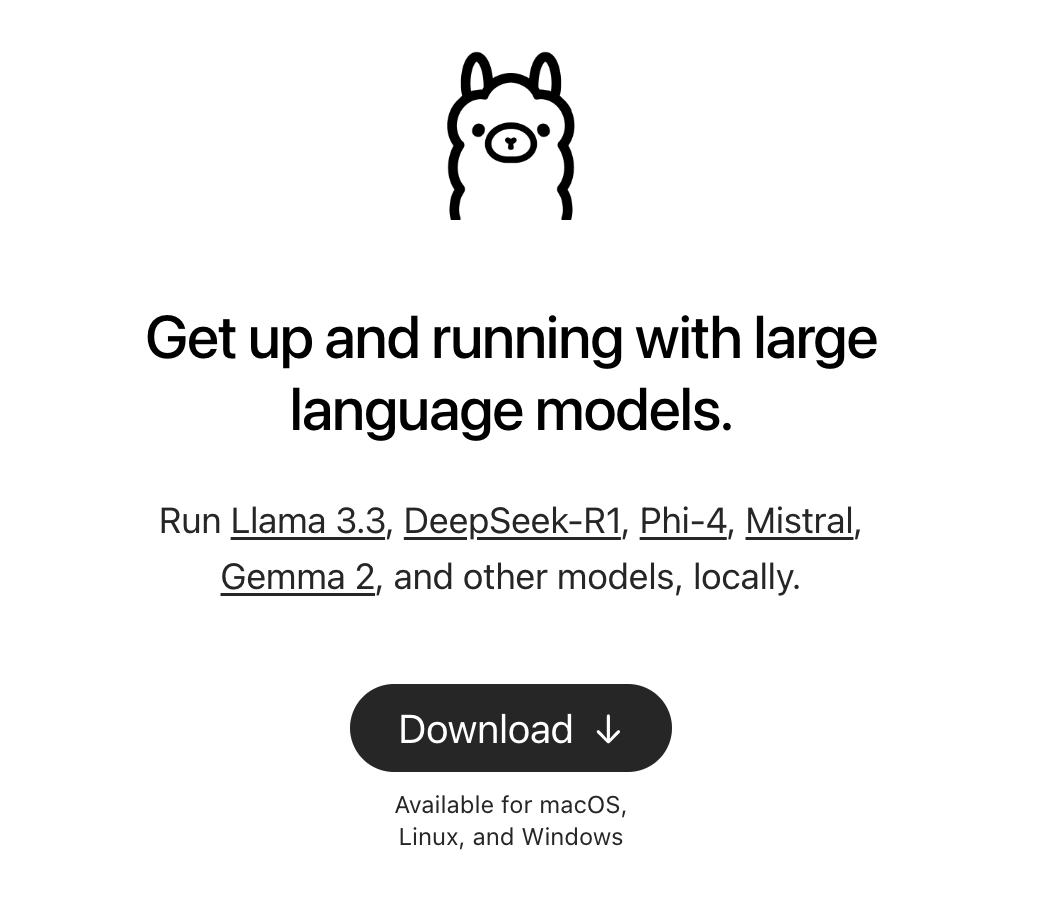 Get up and running with large
language models.
Run Llama 3.3, DeepSeek-R1, Phi-4, Mistral,
Gemma 2, and other models, locally.
Download ↓
Available for macOS,
Linux, and Windows